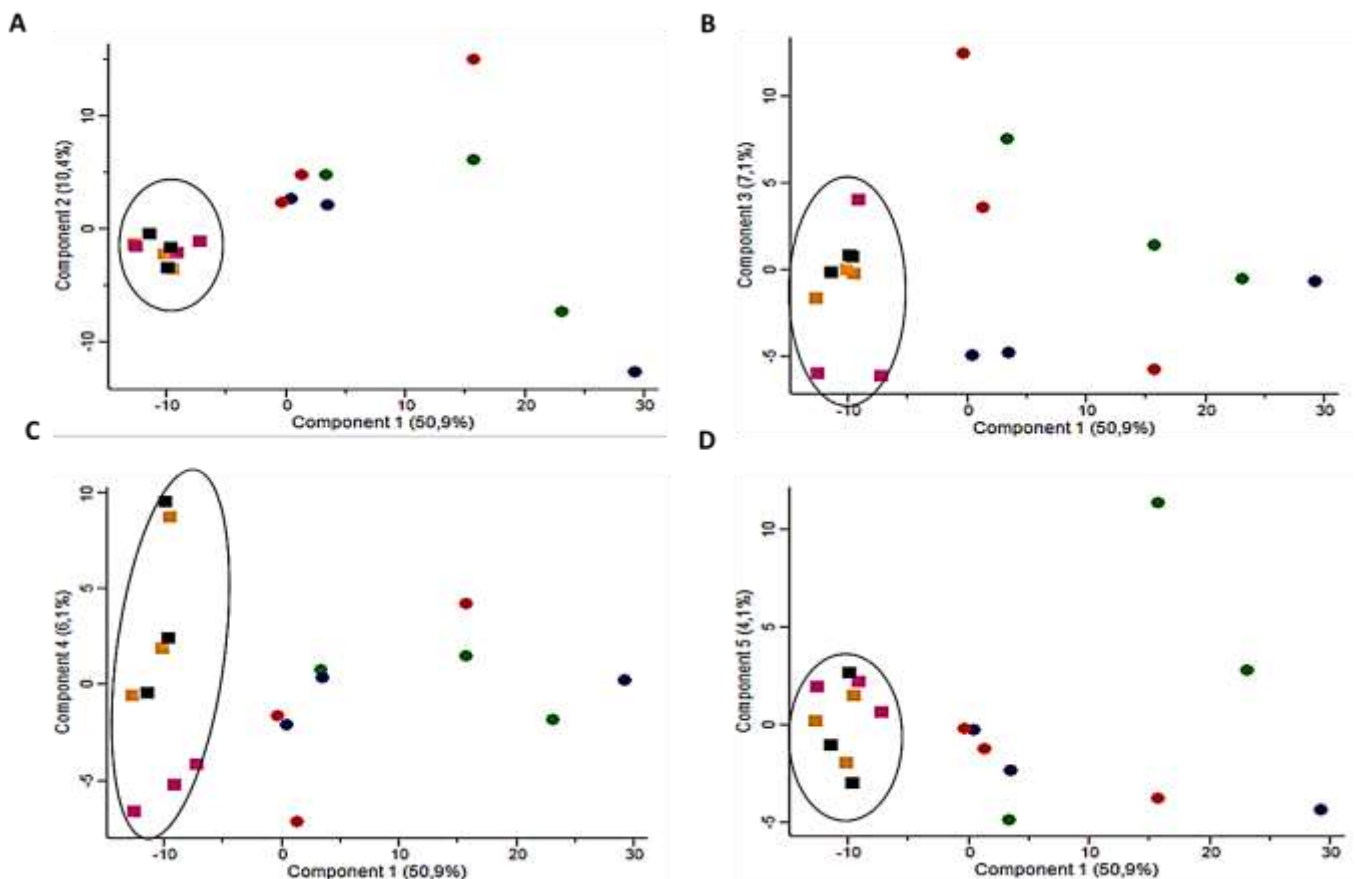 A
Component 2 (10,4%)
10
0
-10
-10 0 10 20 30
Component 1 (50,9%)
B
Component 3 (7,1%)
10
5
0
-5
-10 0 10 20 30
Component 1 (50,9%)
C
Component 4 (6,1%)
10
5
0
-5
-10 0 10 20 30
Component 1 (50,9%)
D
Component 5 (4,1%)
10
5
0
-5
-10 0 10 20 30
Component 1 (50,9%)